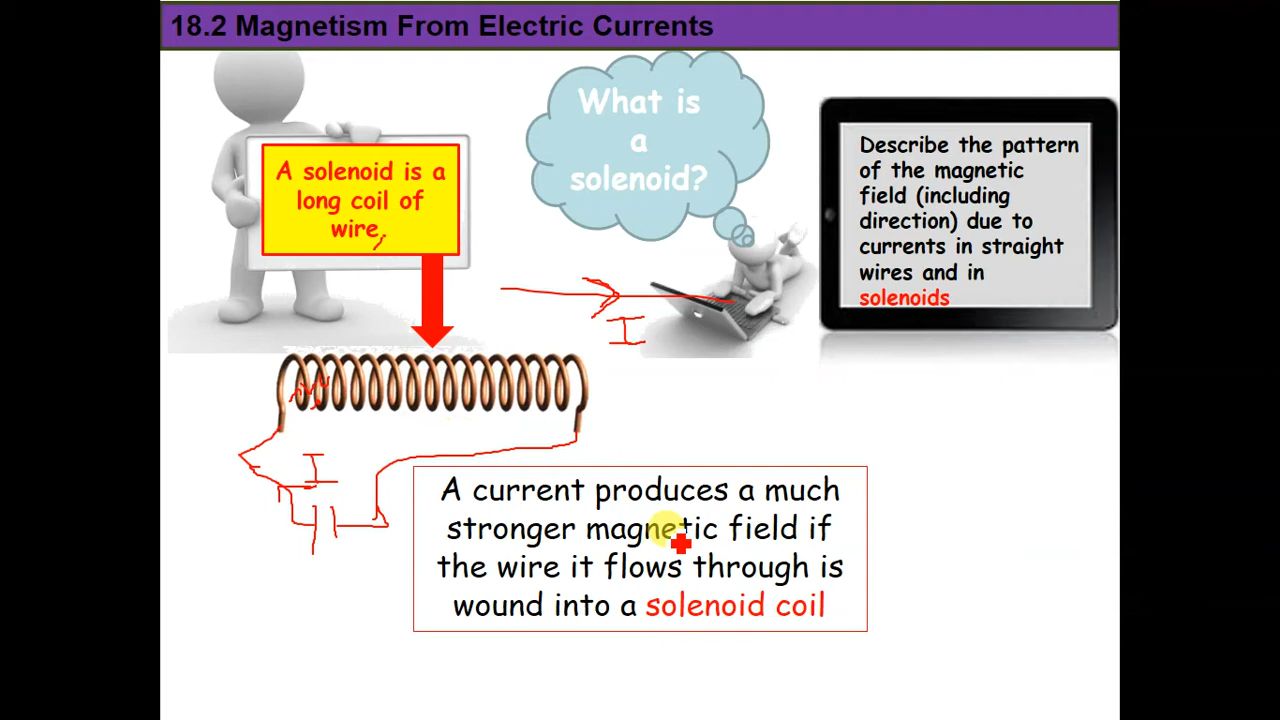 18.2 Magnetism From Electric Currents
What is
a
solenoid?
A solenoid is a
long coil of
wire.
Describe the pattern
of the magnetic
field (including
direction) due to
currents in straight
wires and in
solenoids
I
I
A current produces a much
stronger magnetic field if
the wire it flows through is
wound into a solenoid coil